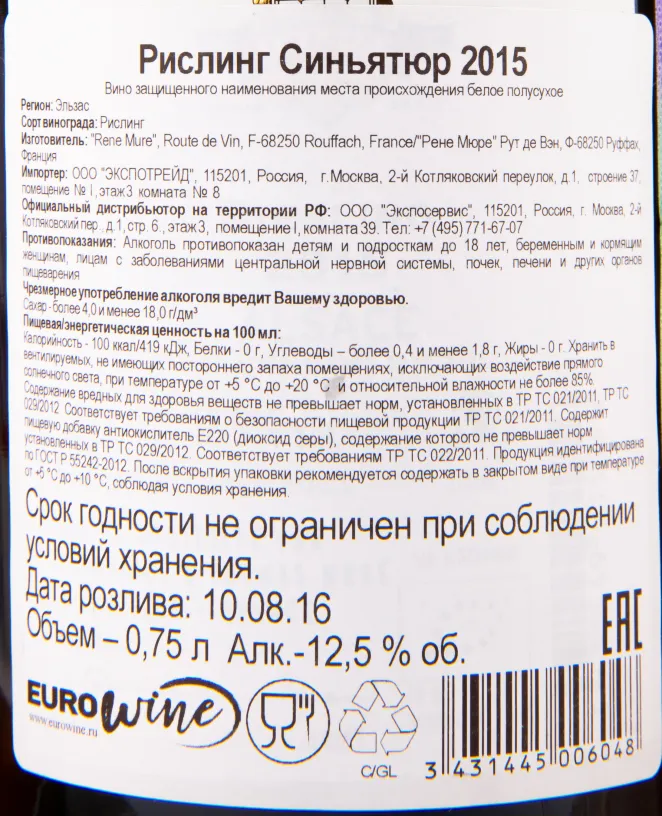 Рислинг Синьятюр 2015
Вино защищенного наименования места происхождения белое полусухое
Регион: Эльзас
Сорт винограда: Рислинг
Изготовитель: "Rene Mure", Route de Vin, F-68250 Rouffach, France/"Рене Мюре" Рут де Вэн, Ф-68250 Руффах,
Франция
Импортер: ООО "ЭКСПОТРЕЙД", 115201, Россия, г.Москва, 2-й Котляковский переулок, д.1, строение 37,
помещение № I, этаж3 комната № 8
Официальный дистрибьютор на территории РФ: ООО "Экспосервис", 115201, Россия, г. Москва, 2-й
Котляковский пер. д.1, стр. 6., этаж3, помещение I, комната 39. Тел: +7 (495) 771-67-07
Противопоказания: Алкоголь противопоказан детям и подросткам до 18 лет, беременным и кормящим
женщинам, лицам с заболеваниями центральной нервной системы, почек, печени и других органов
пищеварения
Чрезмерное употребление алкоголя вредит Вашему здоровью.
Сахар - более 4,0 и менее 18,0 г/дм³
Пищевая/энергетическая ценность на 100 мл:
Калорийность - 100 ккал/419 кДж, Белки - 0 г, Углеводы – более 0,4 и менее 1,8 г, Жиры - 0 г. Хранить в
вентилируемых, не имеющих постороннего запаха помещениях, исключающих воздействие прямого
солнечного света, при температуре от +5 °С до +20 °С и относительной влажности не более 85%
Содержание вредных для здоровья веществ не превышает норм, установленных в ТР ТС 021/2011, ТР ТС
029/2012 Соответствует требованиям о безопасности пищевой продукции ТР ТС 021/2011. Содержит
пищевую добавку антиокислитель Е220 (диоксид серы), содержание которого не превышает норм
установленных в ТР ТС 029/2012. Соответствует требованиям ТР ТС 022/2011. Продукция идентифицирована
по ГОСТ Р 55242-2012. После вскрытия упаковки рекомендуется содержать в закрытом виде при температуре
от +5 °С до +10 °С, соблюдая условия хранения.
Срок годности не ограничен при соблюдении
условий хранения.
Дата розлива: 10.08.16
Объем – 0,75 л Алк.-12,5 % об.
EAC
EUROwine
www.eurowine.ru
C/GL
3 431445 006048